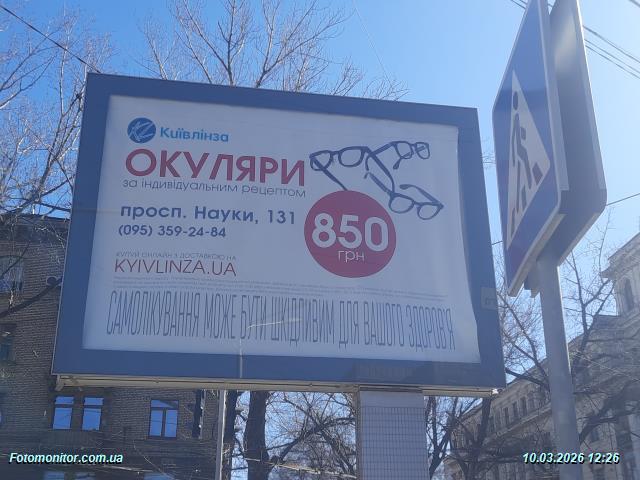 Київлінза
ОКУЛЯРИ
за індивідуальним рецептом
просп. Науки, 131
(095) 359-24-84
850
грн
КУПУЙ ОНЛАЙН З ДОСТАВКОЮ НА
KYIVLINZA.UA
САМОЛІКУВАННЯ МОЖЕ БУТИ ШКІДЛИВИМ ДЛЯ ВАШОГО ЗДОРОВ'Я
Fotomonitor.com.ua
10.03.2026 12:26